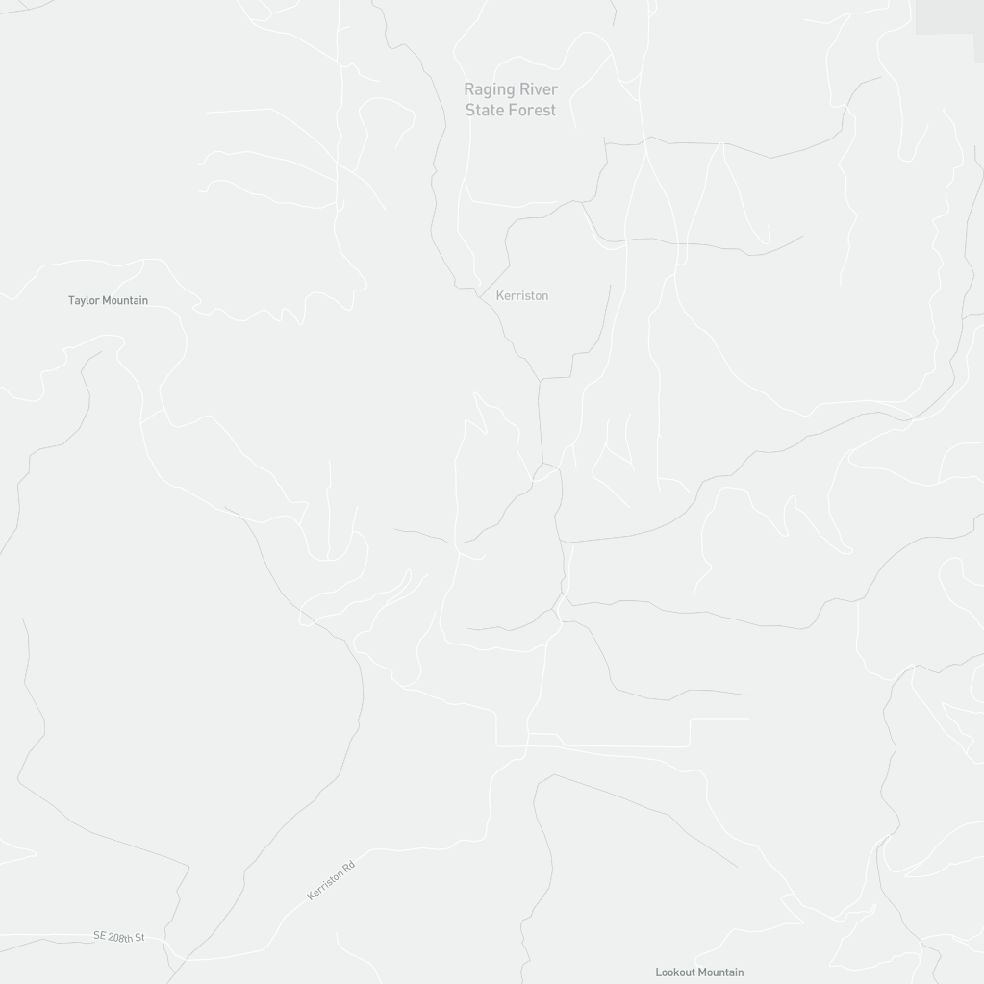 Raging River
State Forest
Kerriston
Taylor Mountain
Kerriston Rd
SE 208th St
Lookout Mountain